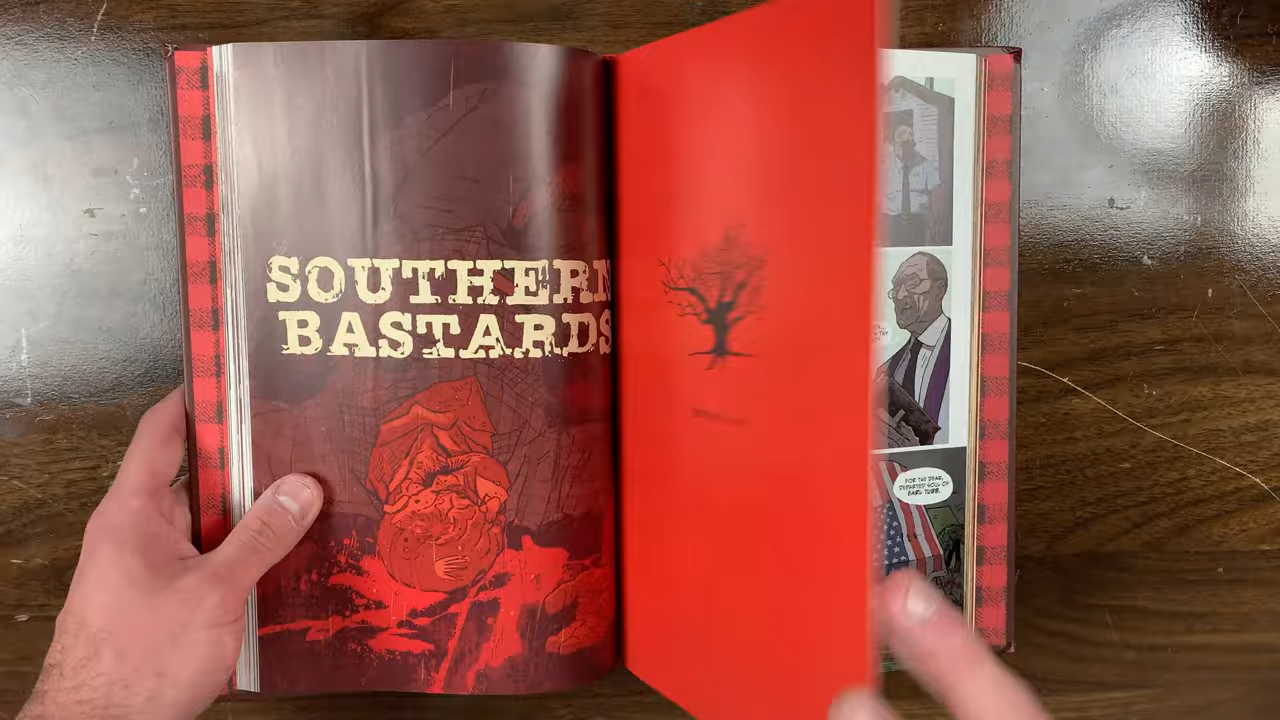 SOUTHERN
BASTARDS
FOR THE DEAR,
DEPARTED SOUL OF
EARL TUBB.